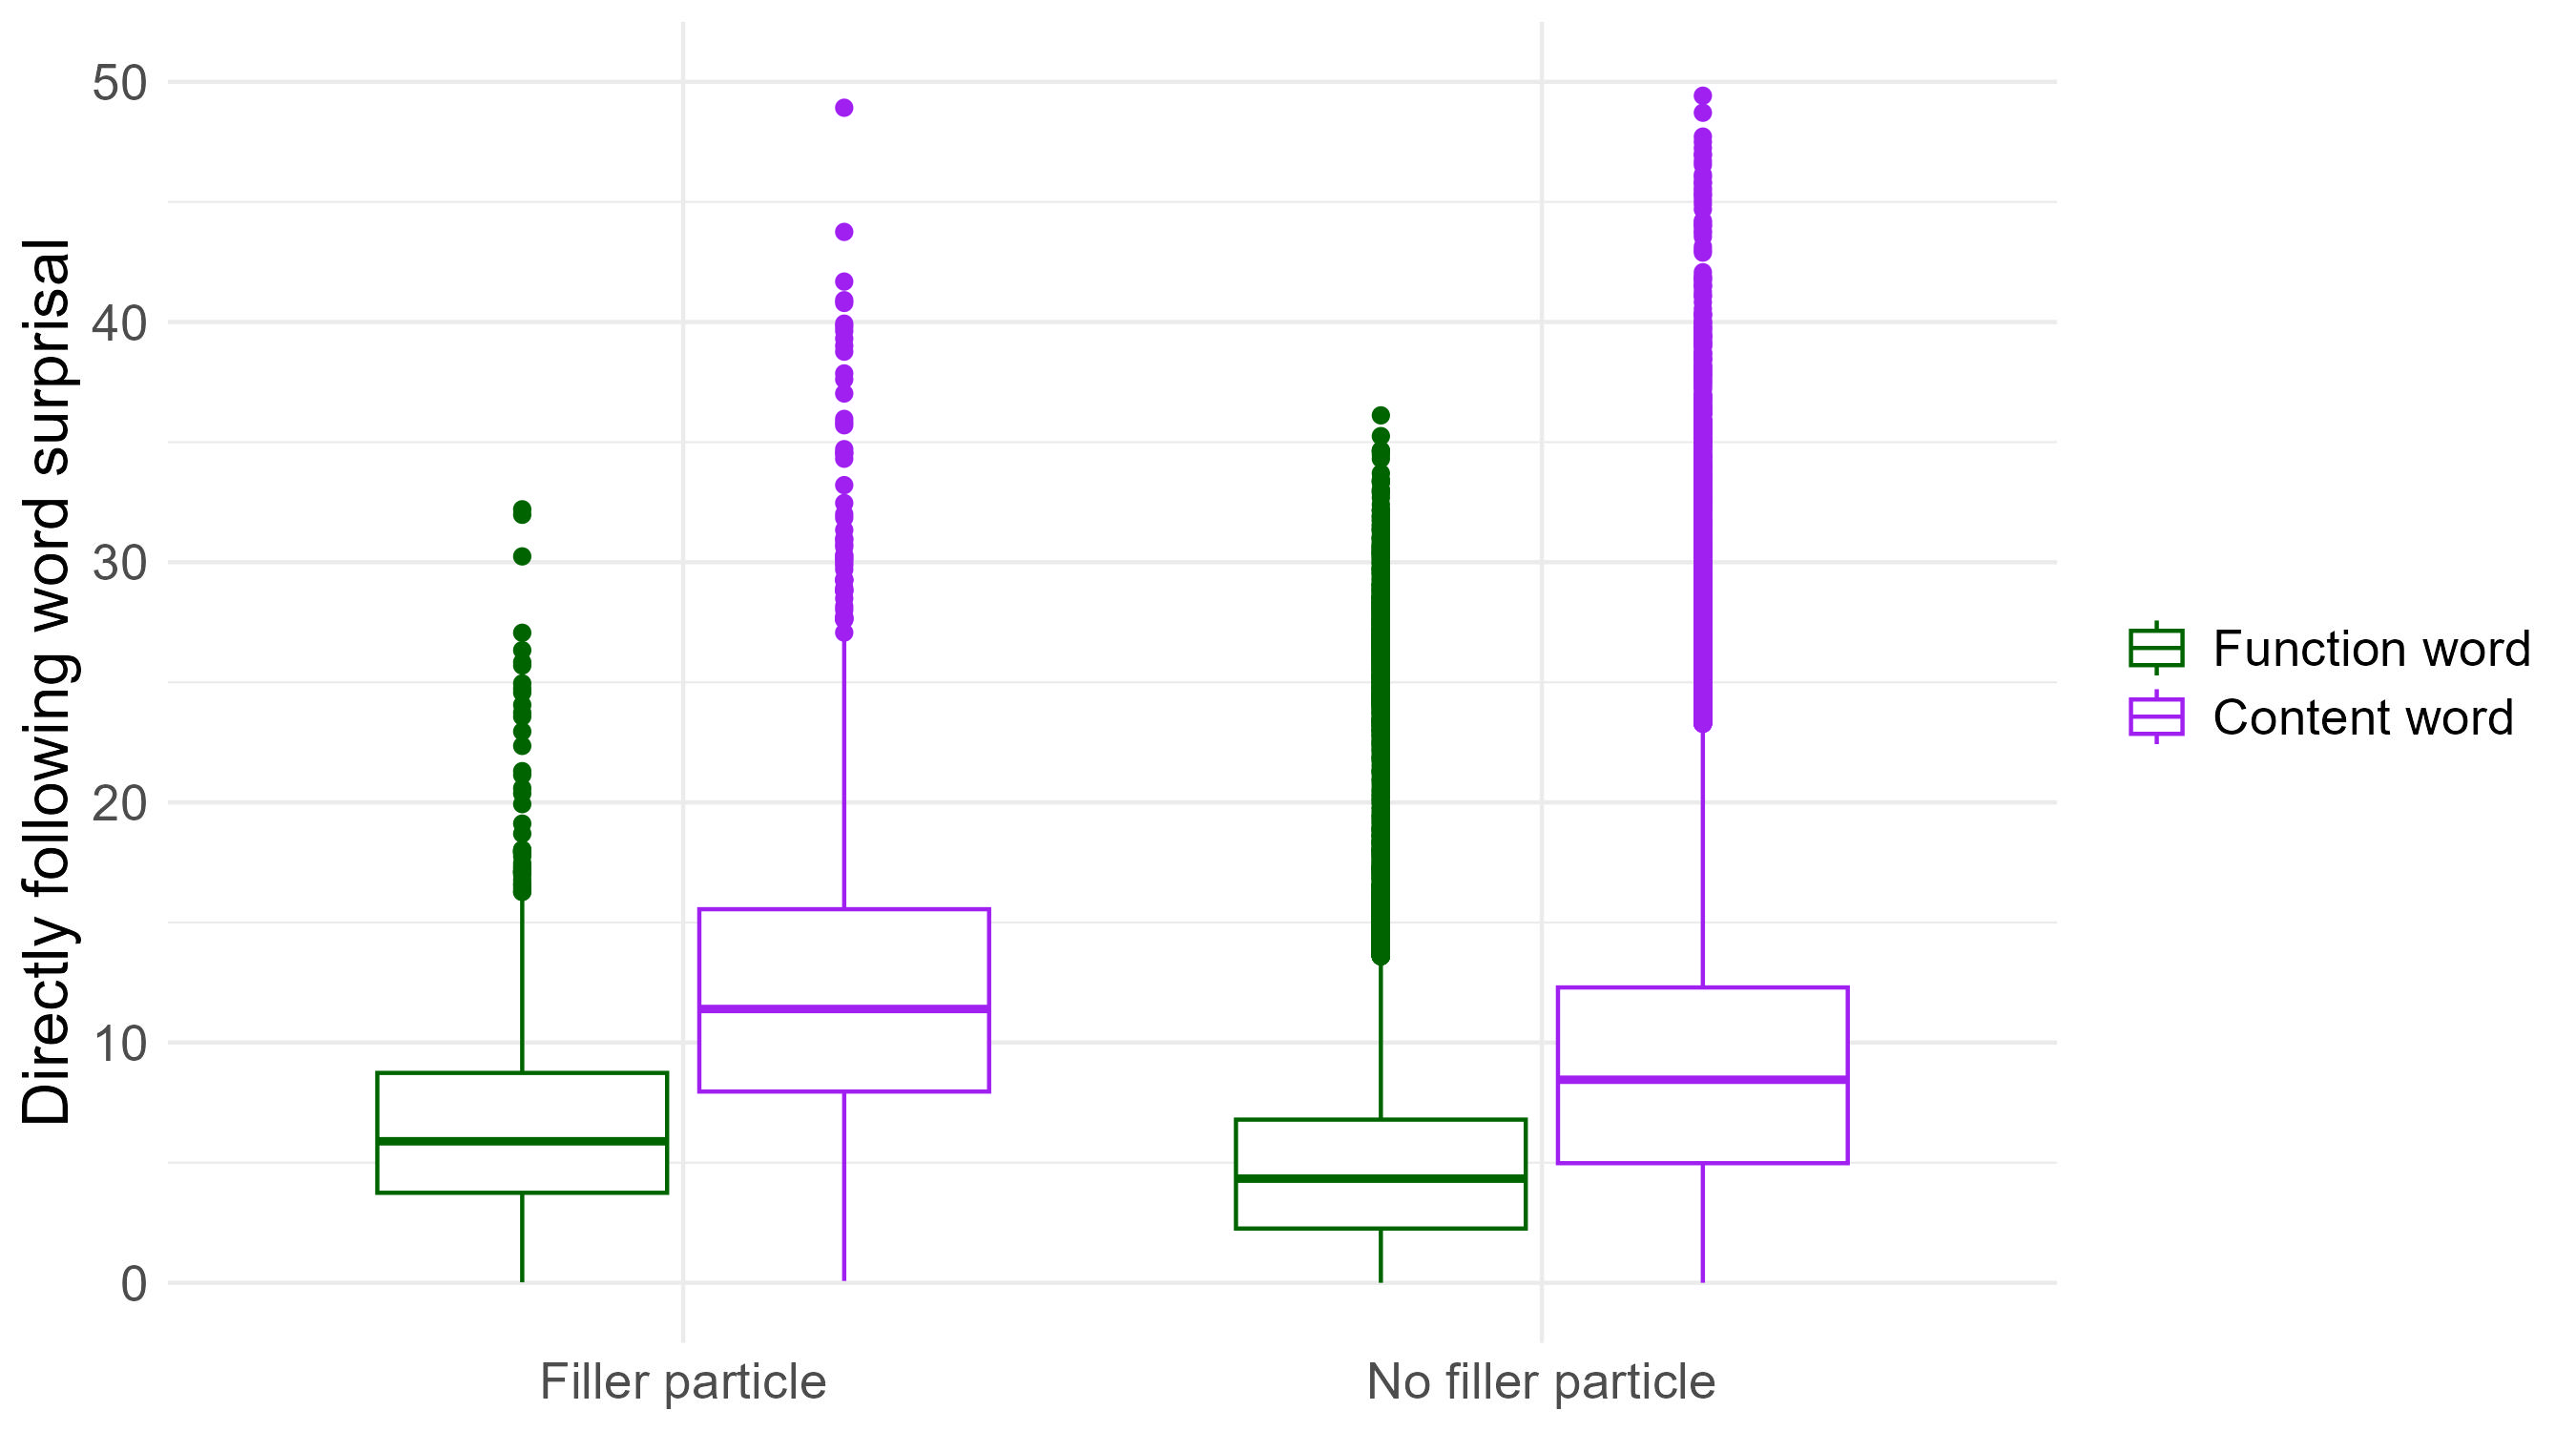 Directly following word surprisal
50
40
30
20
10
0
Filler particle
No filler particle
Function word
Content word